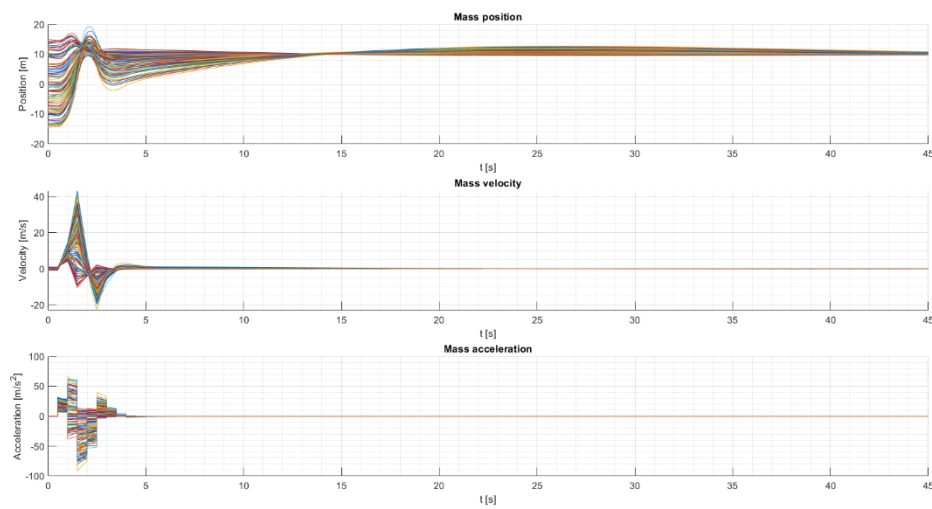 Mass position
20
10
0
-10
-20
Position [m]
0 5 10 15 20 25 30 35 40 45
t [s]
Mass velocity
40
20
0
-20
Velocity [m/s]
0 5 10 15 20 25 30 35 40 45
t [s]
Mass acceleration
100
50
0
-50
-100
Acceleration [m/s²]
0 5 10 15 20 25 30 35 40 45
t [s]